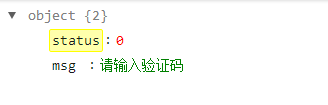 object {2}
status : 0
msg : 请输入验证码